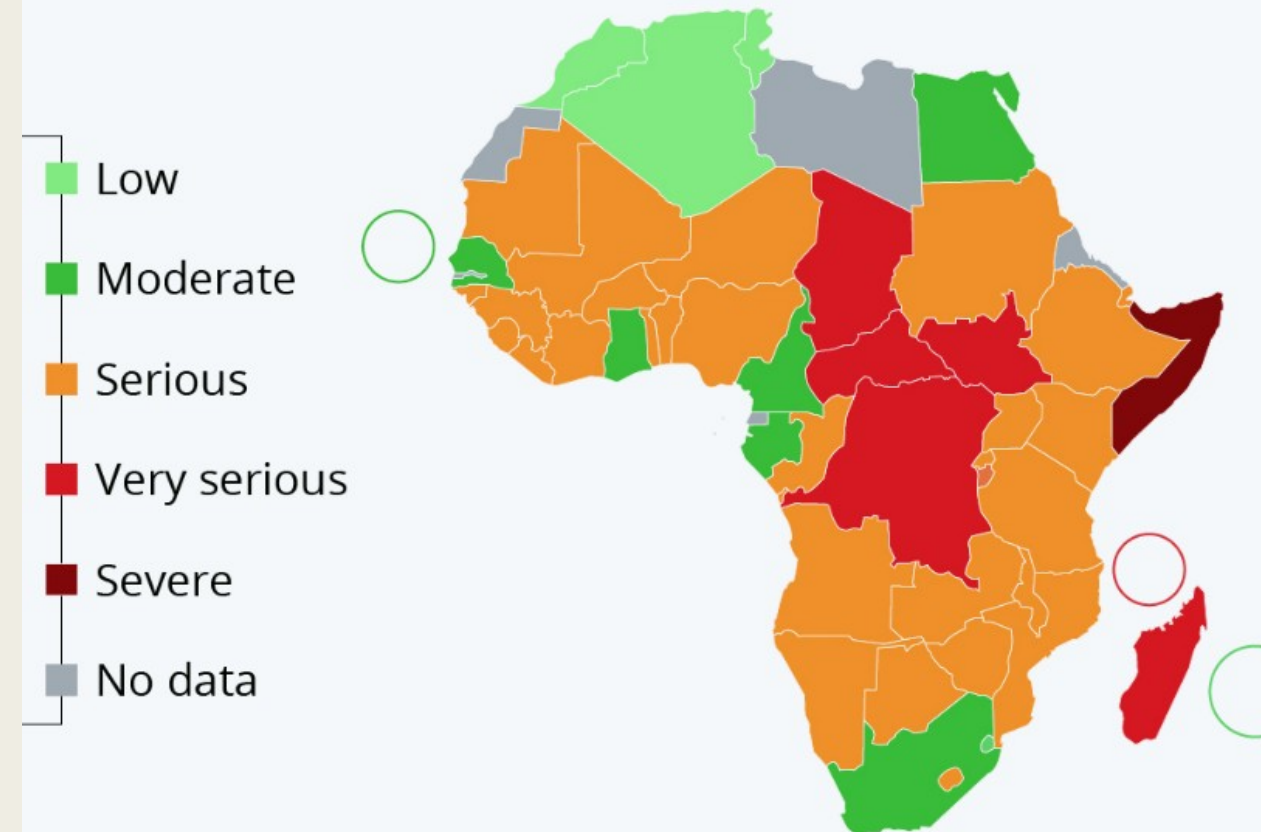 Low
Moderate
Serious
Very serious
Severe
No data